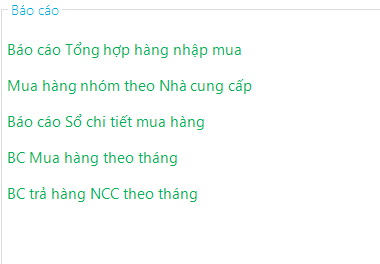 Báo cáo
Báo cáo Tổng hợp hàng nhập mua
Mua hàng nhóm theo Nhà cung cấp
Báo cáo Sổ chi tiết mua hàng
BC Mua hàng theo tháng
BC trả hàng NCC theo tháng